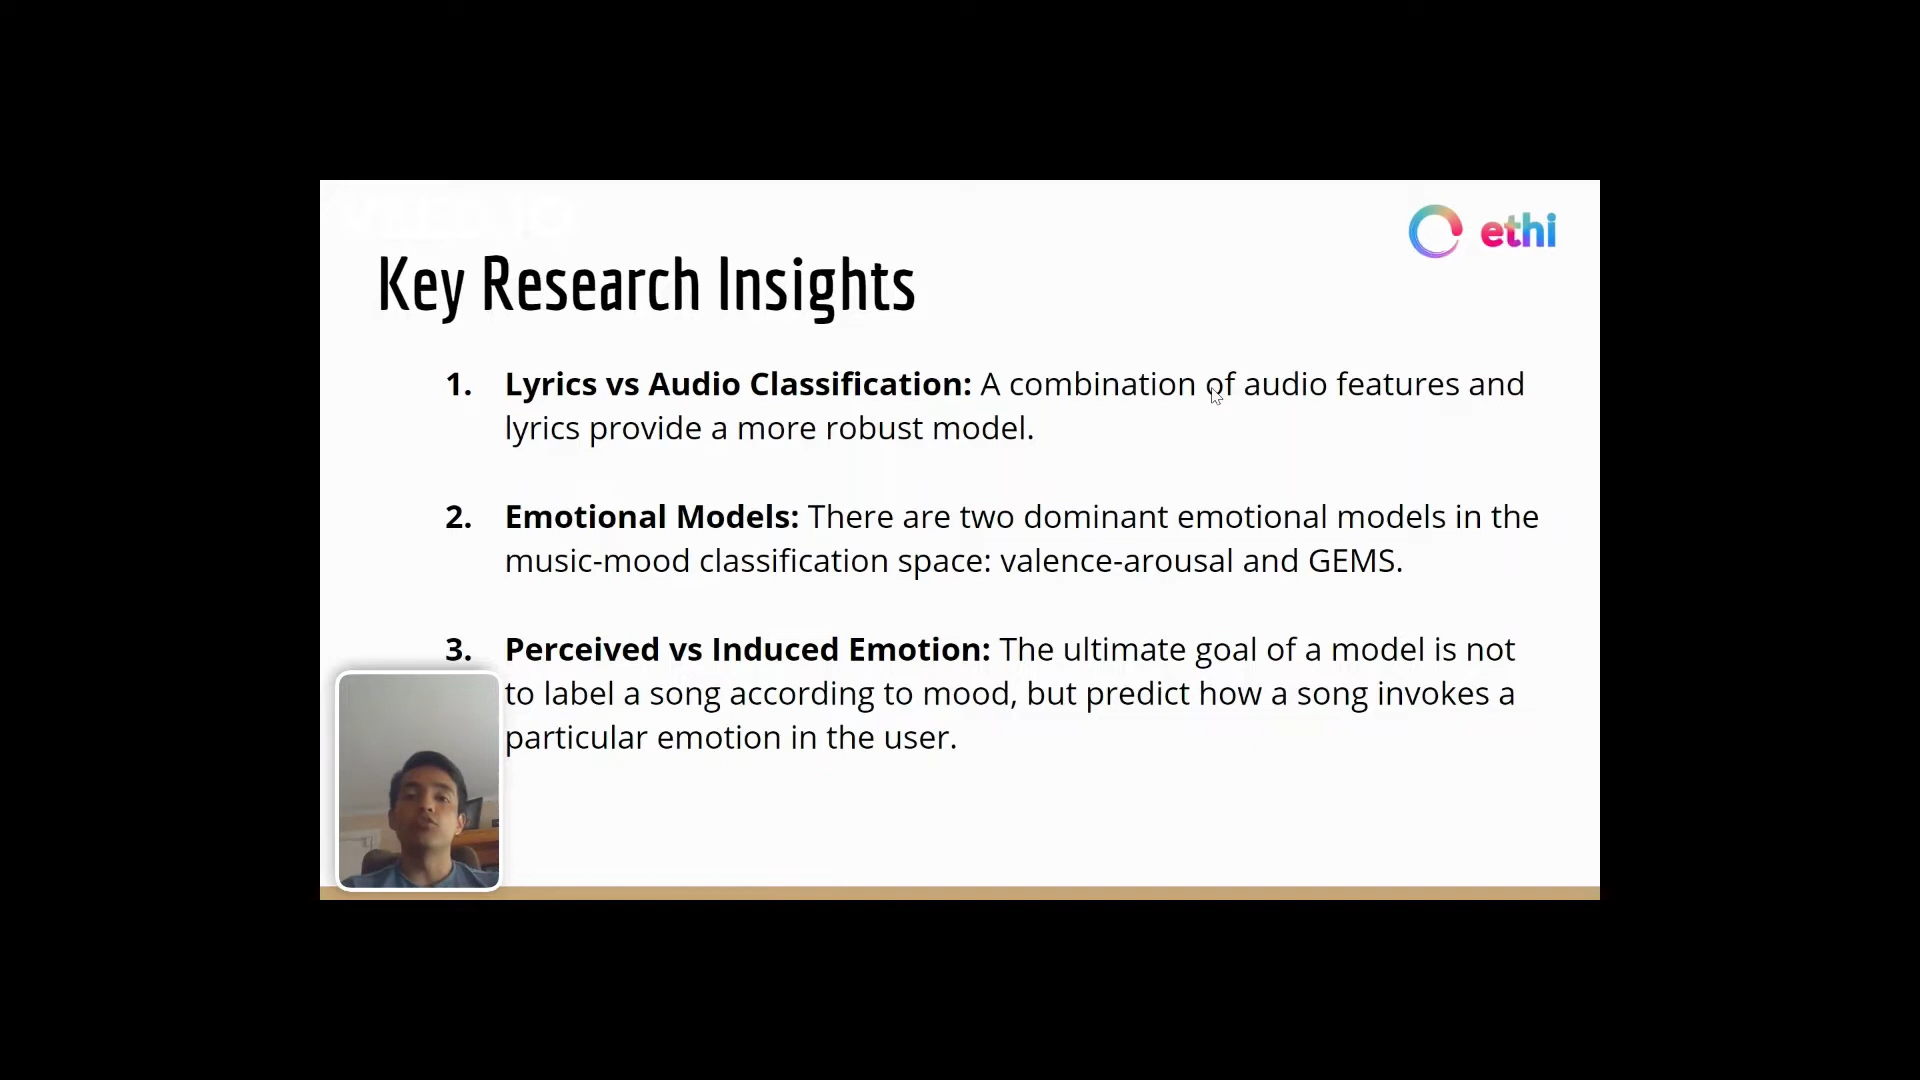 ethi
Key Research Insights
1. Lyrics vs Audio Classification: A combination of audio features and
lyrics provide a more robust model.
2. Emotional Models: There are two dominant emotional models in the
music-mood classification space: valence-arousal and GEMS.
3. Perceived vs Induced Emotion: The ultimate goal of a model is not
to label a song according to mood, but predict how a song invokes a
particular emotion in the user.